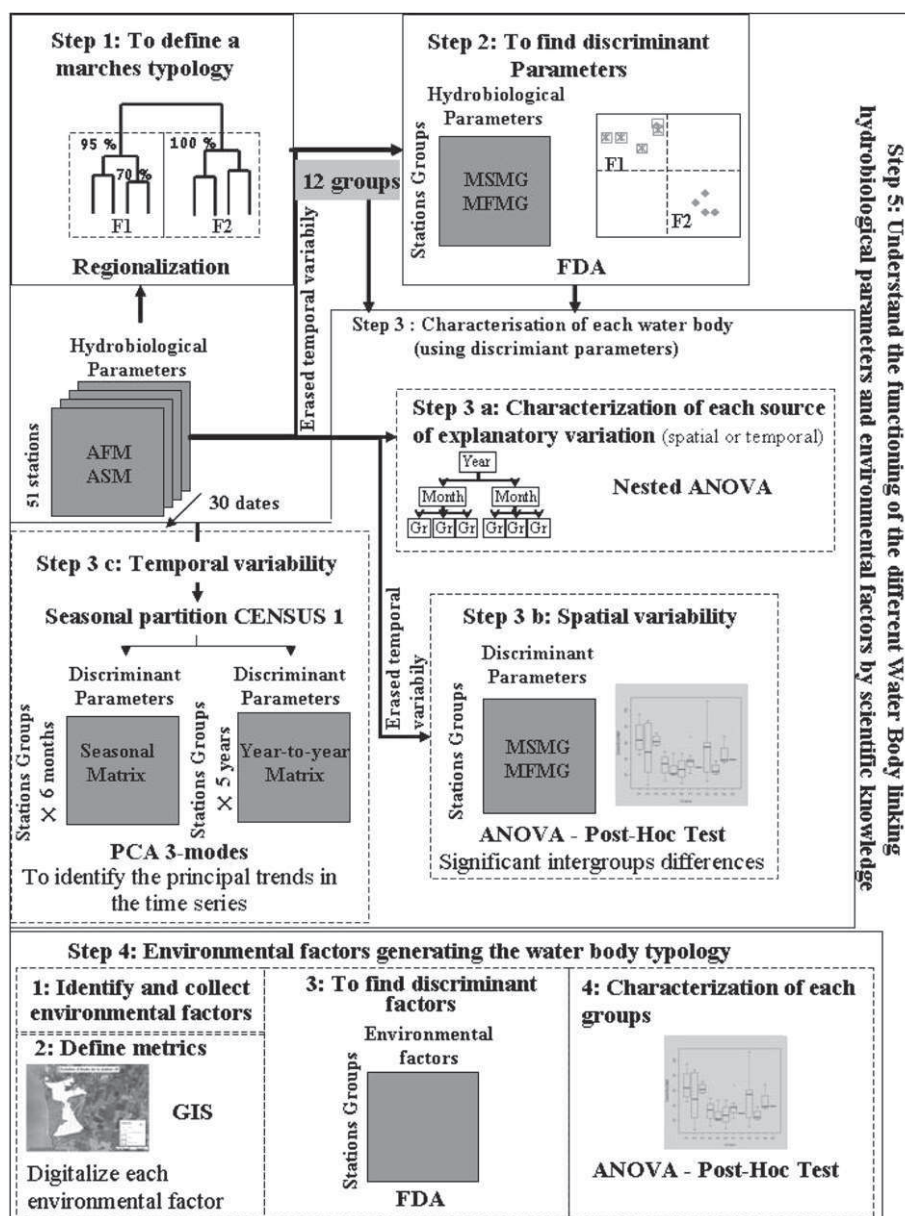 Step 1: To define a
marches typology
95 %
100 %
70 %
F1
F2
Regionalization
Step 2: To find discriminant
Parameters
Hydrobiological
Parameters
Stations Groups
MSMG
MFMG
F1
F2
FDA
12 groups
Erased temporal variabily
Hydrobiological
Parameters
51 stations
AFM
ASM
30 dates
Step 3 : Characterisation of each water body
(using discrimiant parameters)
Step 3 a: Characterization of each source
of explanatory variation (spatial or temporal)
Year
Month
Month
Gr
Gr
Gr
Gr
Gr
Gr
Nested ANOVA
Erased temporal
variabily
Step 3 b: Spatial variability
Discriminant
Parameters
Stations Groups
MSMG
MFMG
ANOVA - Post-Hoc Test
Significant intergroups differences
Step 3 c: Temporal variability
Seasonal partition CENSUS 1
Discriminant
Parameters
Stations Groups
× 6 months
Seasonal
Matrix
Discriminant
Parameters
Stations Groups
× 5 years
Year-to-year
Matrix
PCA 3-modes
To identify the principal trends in
the time series
Step 4: Environmental factors generating the water body typology
1: Identify and collect
environmental factors
2: Define metrics
GIS
Digitalize each
environmental factor
3: To find discriminant
factors
Environmental
factors
Stations Groups
FDA
4: Characterization of each
groups
ANOVA - Post-Hoc Test
Step 5: Understand the functioning of the different Water Body linking
hydrobiological parameters and environmental factors by scientific knowledge